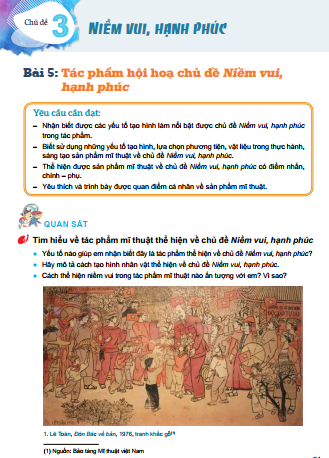 Chủ đề
3
NIỀM VUI, HẠNH PHÚC
Bài 5: Tác phẩm hội hoạ chủ đề Niềm vui,
hạnh phúc
Yêu cầu cần đạt:
– Nhận biết được các yếu tố tạo hình làm nổi bật được chủ đề Niềm vui, hạnh phúc
trong tác phẩm.
– Biết sử dụng những yếu tố tạo hình, lựa chọn phương tiện, vật liệu trong thực hành,
sáng tạo sản phẩm mĩ thuật về chủ đề Niềm vui, hạnh phúc.
– Thể hiện được sản phẩm mĩ thuật về chủ đề Niềm vui, hạnh phúc có điểm nhấn,
chính – phụ.
– Yêu thích và trình bày được quan điểm cá nhân về sản phẩm mĩ thuật.
QUAN SÁT
Tìm hiểu về tác phẩm mĩ thuật thể hiện về chủ đề Niềm vui, hạnh phúc
• Yếu tố nào giúp em nhận biết đây là tác phẩm thể hiện về chủ đề Niềm vui, hạnh phúc?
• Hãy mô tả cách tạo hình nhân vật thể hiện về chủ đề Niềm vui, hạnh phúc.
• Cách thể hiện niềm vui trong tác phẩm mĩ thuật nào ấn tượng với em? Vì sao?
1. Lê Toàn, Đón Bác về bản, 1976, tranh khắc gỗ(1)
(1) Nguồn: Bảo tàng Mĩ thuật việt Nam